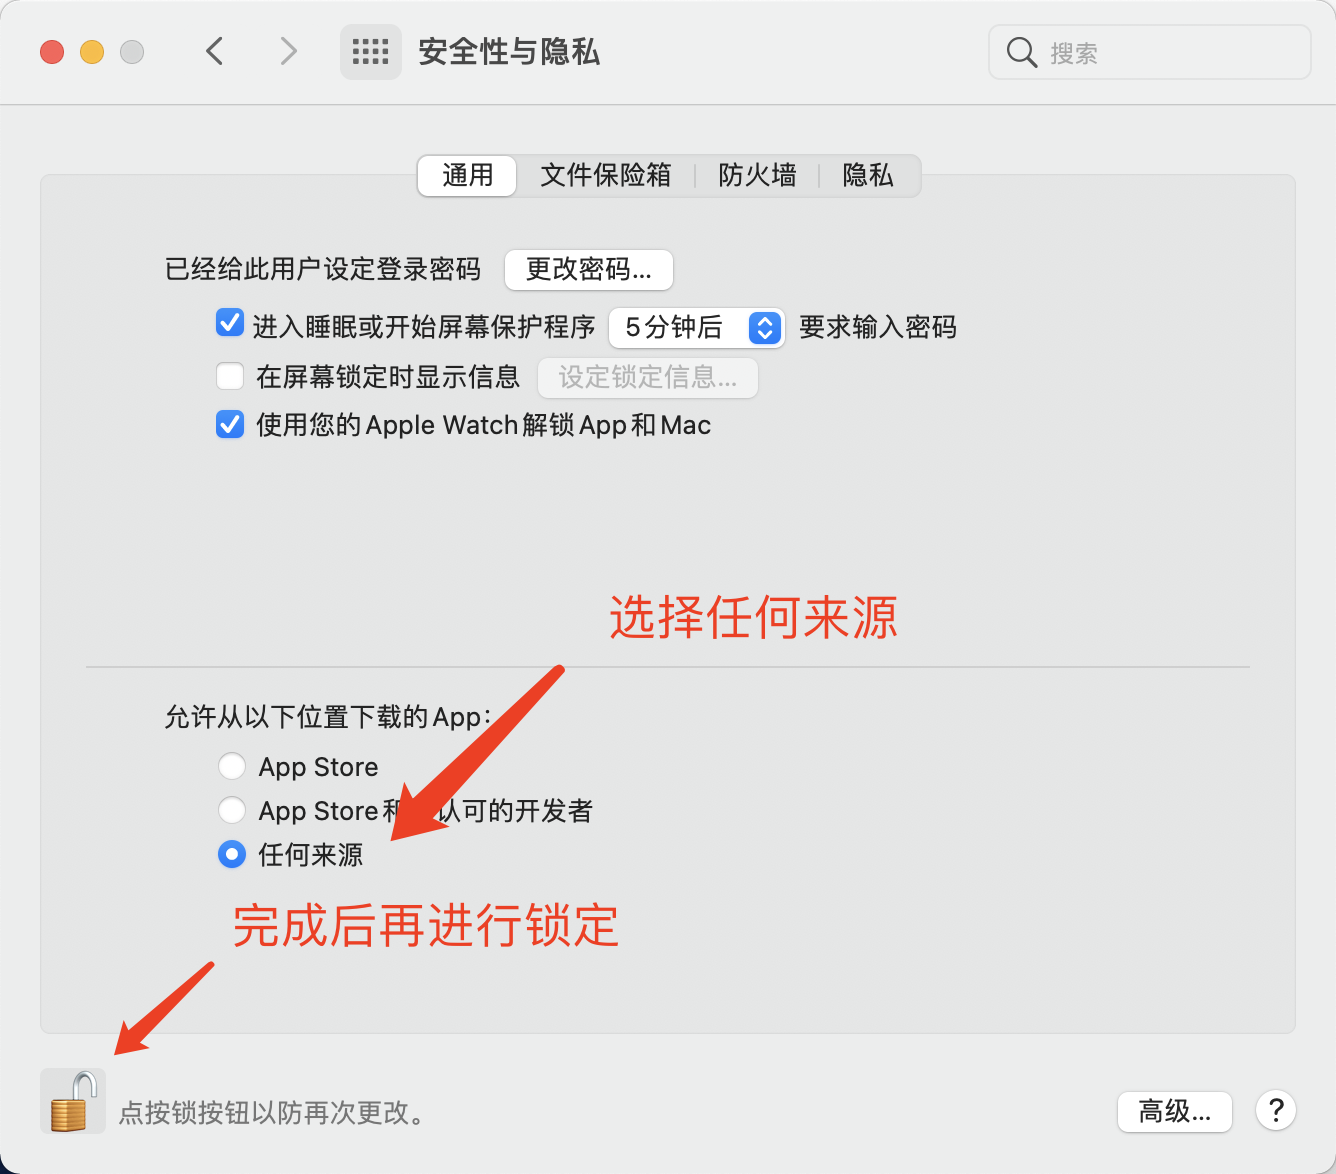 安全性与隐私
搜索
通用 文件保险箱 防火墙 隐私
已经给此用户设定登录密码 更改密码...
进入睡眠或开始屏幕保护程序 5分钟后 要求输入密码
在屏幕锁定时显示信息 设定锁定信息...
使用您的Apple Watch解锁App和Mac
选择任何来源
允许从以下位置下载的App：
App Store
App Store和 认可的开发者
任何来源
完成后再进行锁定
点按锁按钮以防再次更改。
高级... ?